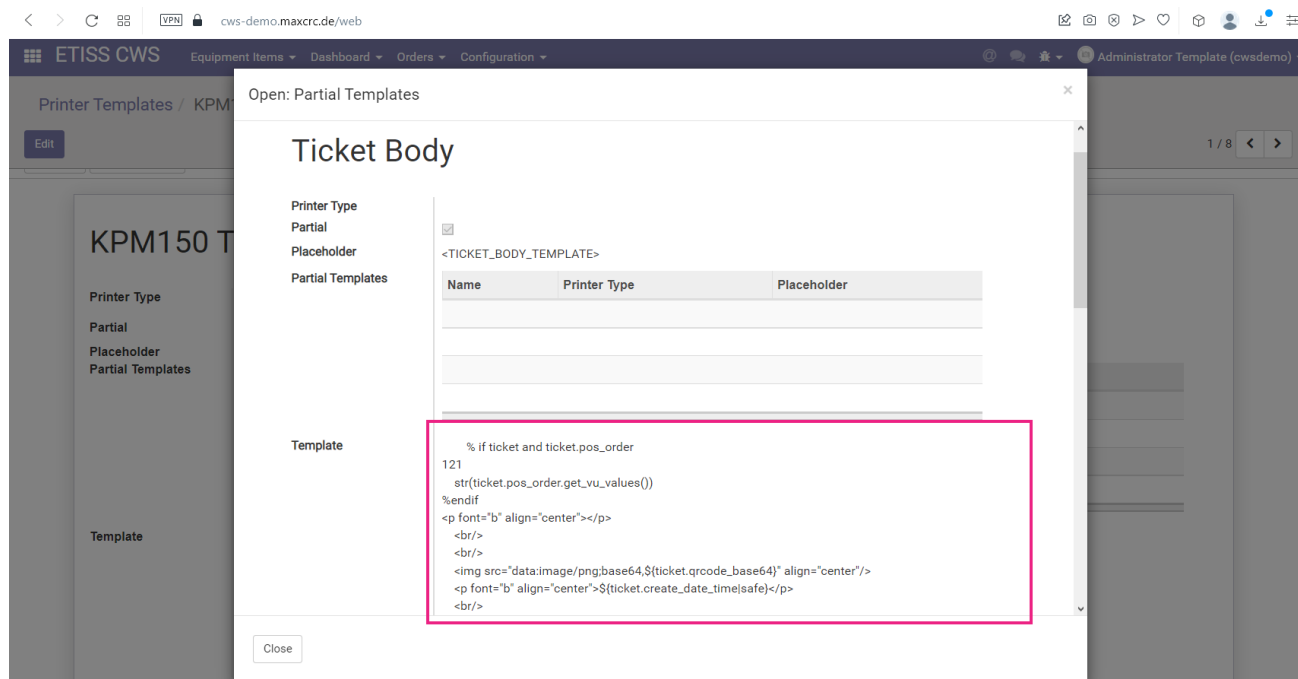 VPN cws-demo.maxcrc.de/web
ETISS CWS Equipment Items Dashboard Orders Configuration Administrator Template (cwsdemo)
Printer Templates / KPM1
Edit
1 / 8
KPM150 T
Printer Type
Partial
Placeholder
Partial Templates
Template
Open: Partial Templates ×
Ticket Body
Printer Type
Partial
Placeholder <TICKET_BODY_TEMPLATE>
Partial Templates
Name Printer Type Placeholder
Template
% if ticket and ticket.pos_order
121
str(ticket.pos_order.get_vu_values())
%endif
<p font="b" align="center"></p>
<br/>
<br/>
<img src="data:image/png;base64,${ticket.qrcode_base64}" align="center"/>
<p font="b" align="center">${ticket.create_date_time|safe}</p>
<br/>
Close